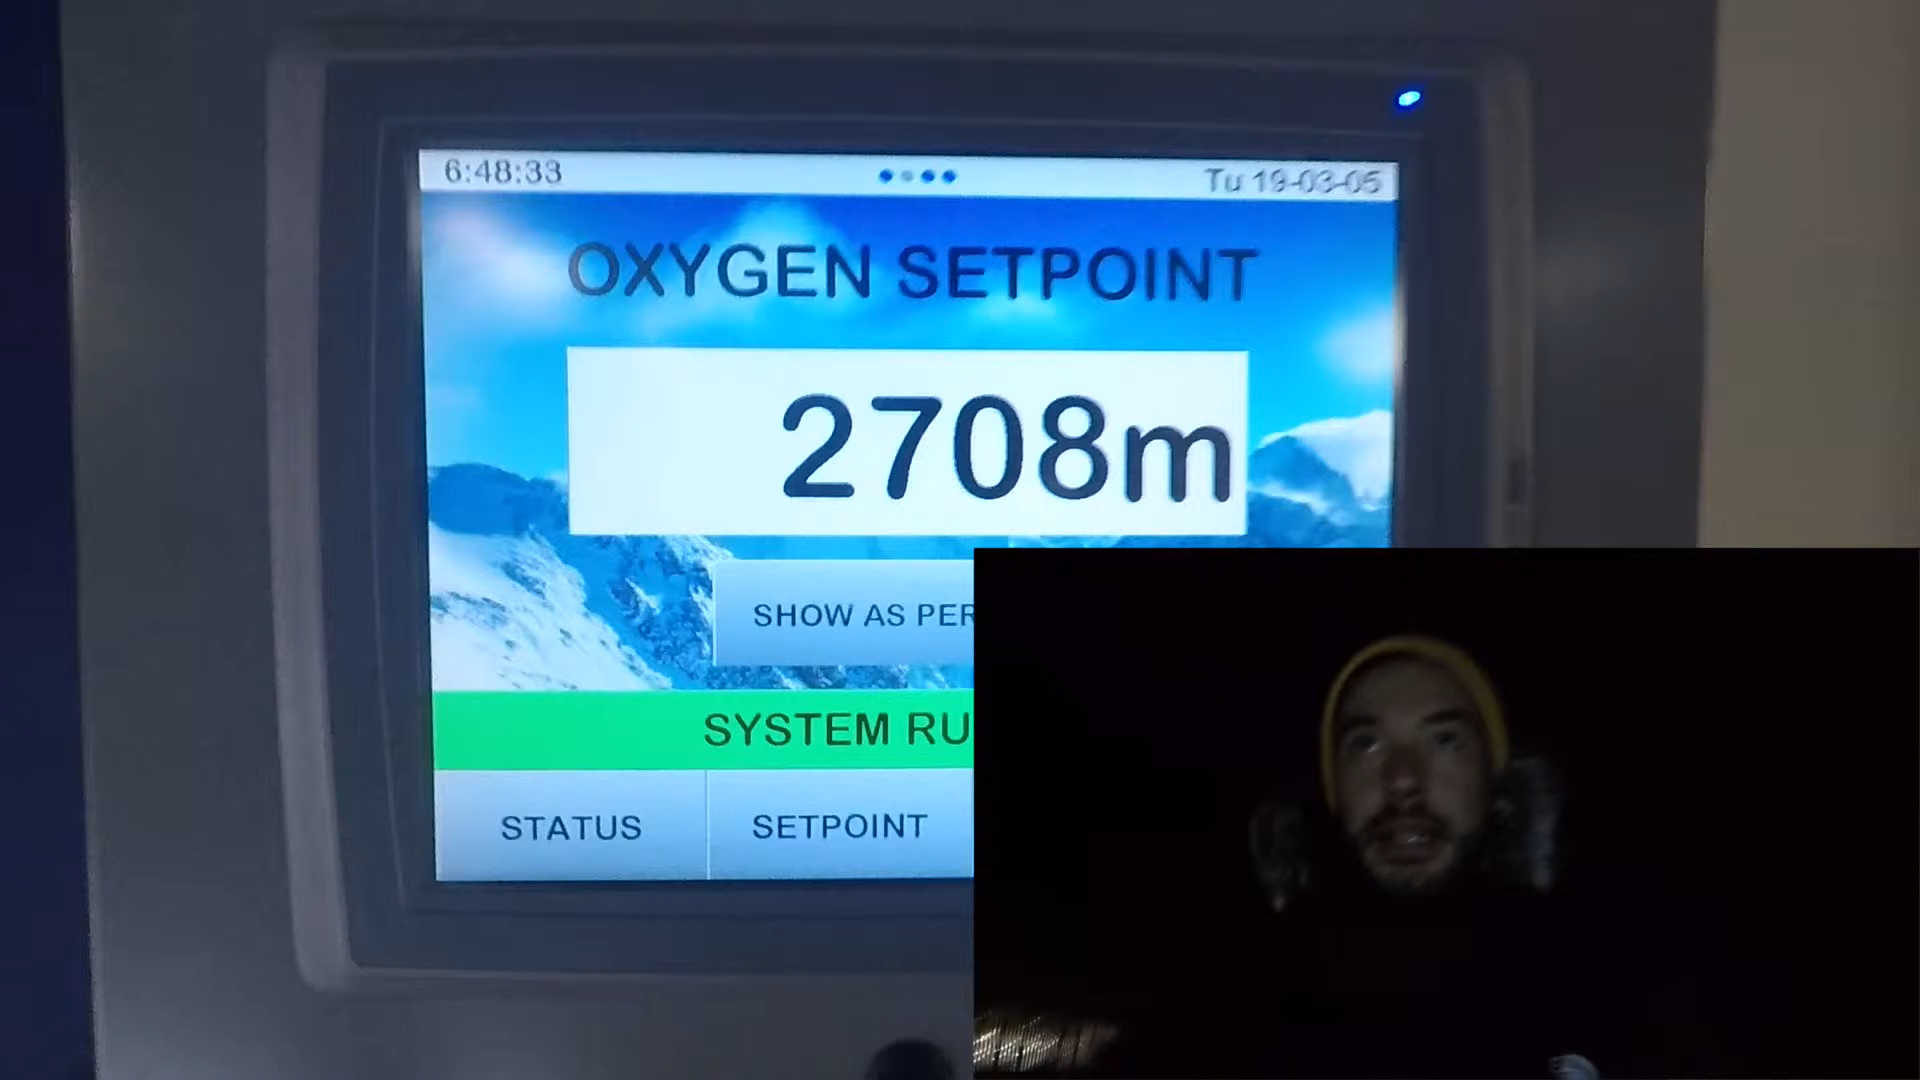 6:48:33
Tu 19-03-05
OXYGEN SETPOINT
2708m
SHOW AS PER
SYSTEM RU
STATUS
SETPOINT